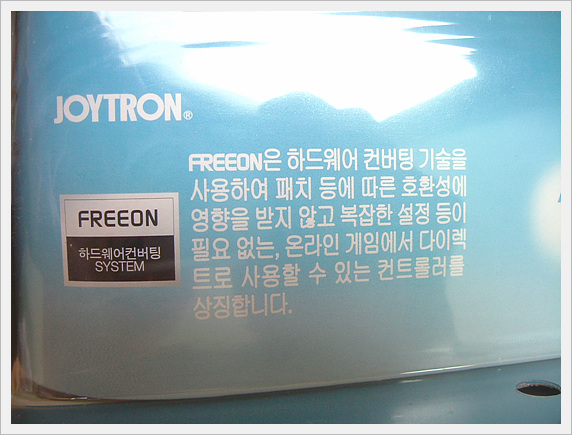 JOYTRON®
FREEON은 하드웨어 컨버팅 기술을
사용하여 패치 등에 따른 호환성에
영향을 받지 않고 복잡한 설정 등이
필요 없는, 온라인 게임에서 다이렉
트로 사용할 수 있는 컨트롤러를
상징합니다.
FREEON
하드웨어컨버팅
SYSTEM